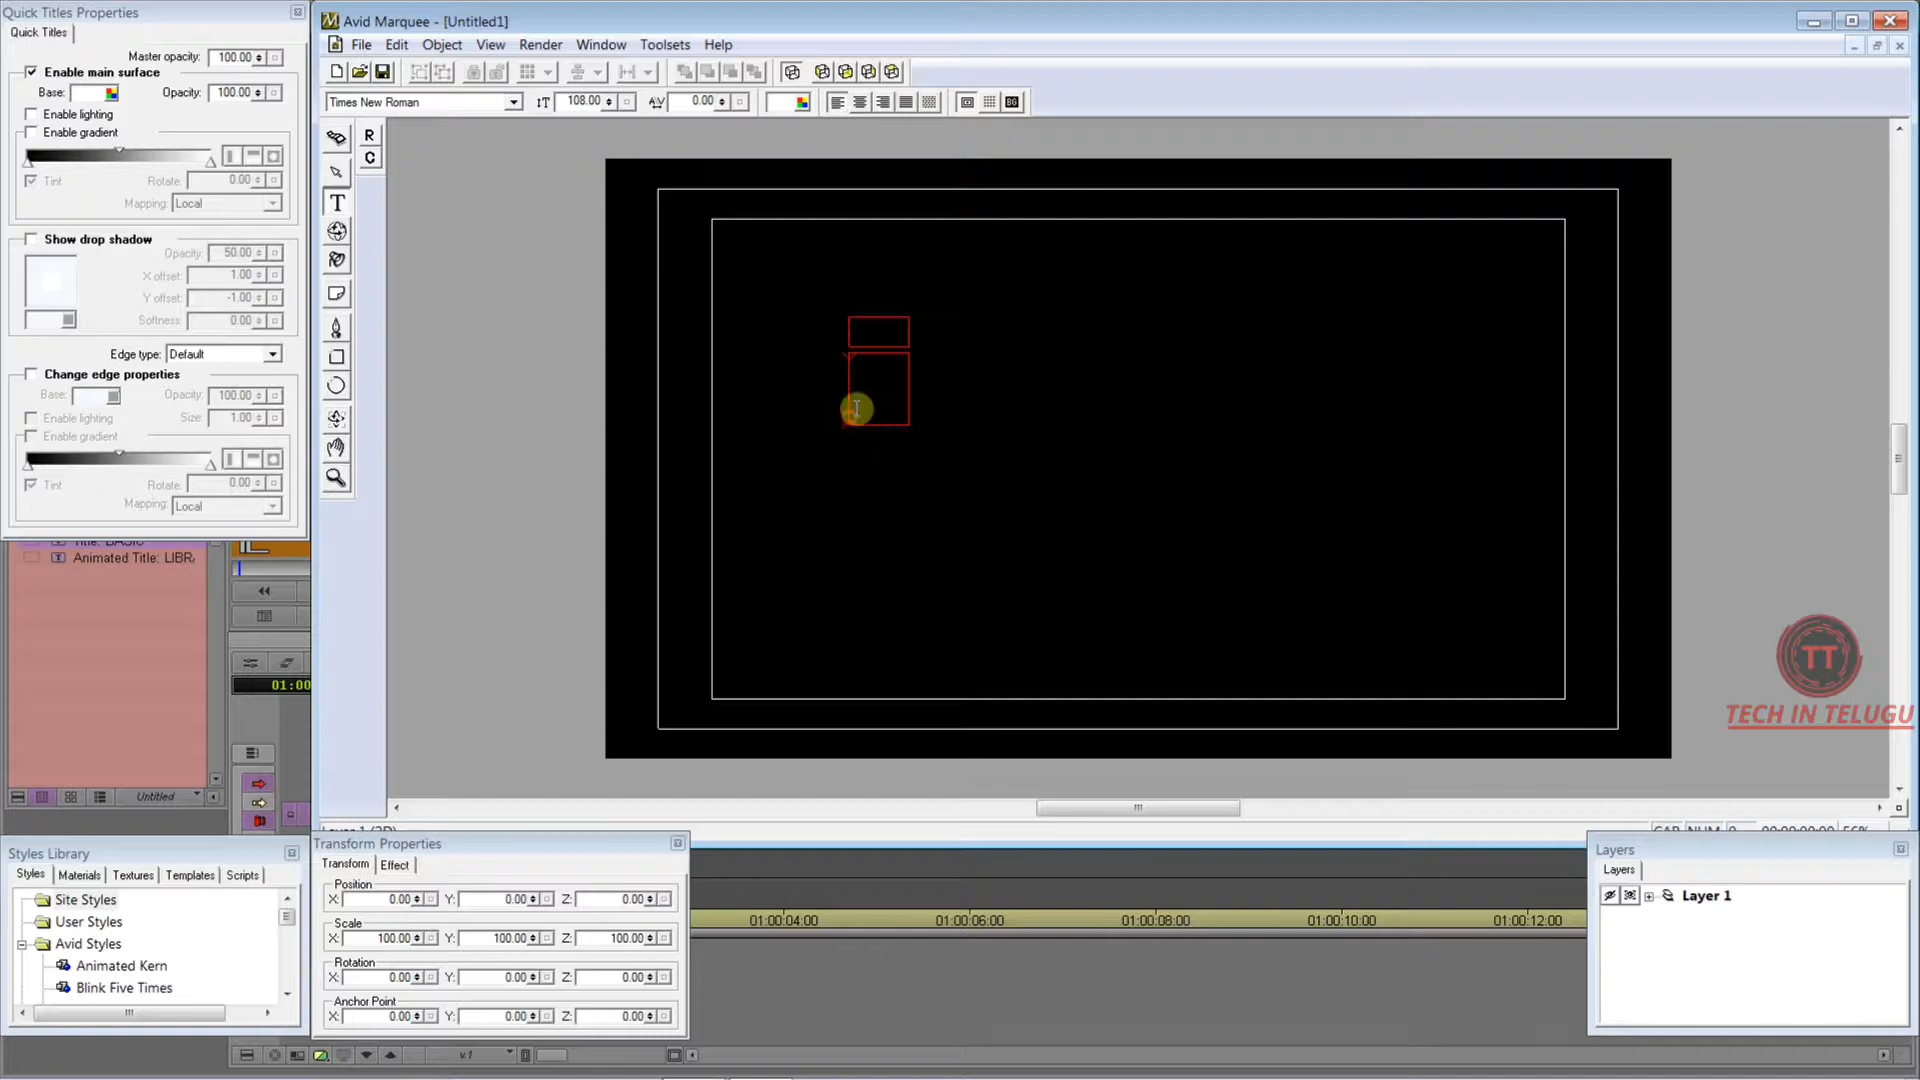 Quick Titles Properties
Quick Titles
Master opacity: 100.00
Enable main surface
Base: Opacity: 100.00
Enable lighting
Enable gradient
Tint Rotate: 0.00
Mapping: Local
Show drop shadow
Opacity: 50.00
X offset: 1.00
Y offset: -1.00
Softness: 0.00
Edge type: Default
Change edge properties
Base: Opacity: 100.00
Enable lighting Size: 1.00
Enable gradient
Tint Rotate: 0.00
Mapping: Local
Avid Marquee - [Untitled1]
File Edit Object View Render Window Toolsets Help
Times New Roman 108.00 AV 0.00 BG
R
C
T
Title: BASIC
Animated Title: LIBR
Untitled
01:00
TT
TECH IN TELUGU
Styles Library
Styles Materials Textures Templates Scripts
Site Styles
User Styles
Avid Styles
Animated Kern
Blink Five Times
Transform Properties
Transform Effect
Position
X: 0.00 Y: 0.00 Z: 0.00
Scale
X: 100.00 Y: 100.00 Z: 100.00
Rotation
X: 0.00 Y: 0.00 Z: 0.00
Anchor Point
X: 0.00 Y: 0.00 Z: 0.00
01:00:04:00 01:00:06:00 01:00:08:00 01:00:10:00 01:00:12:00
Layers
Layers
Layer 1
v.1